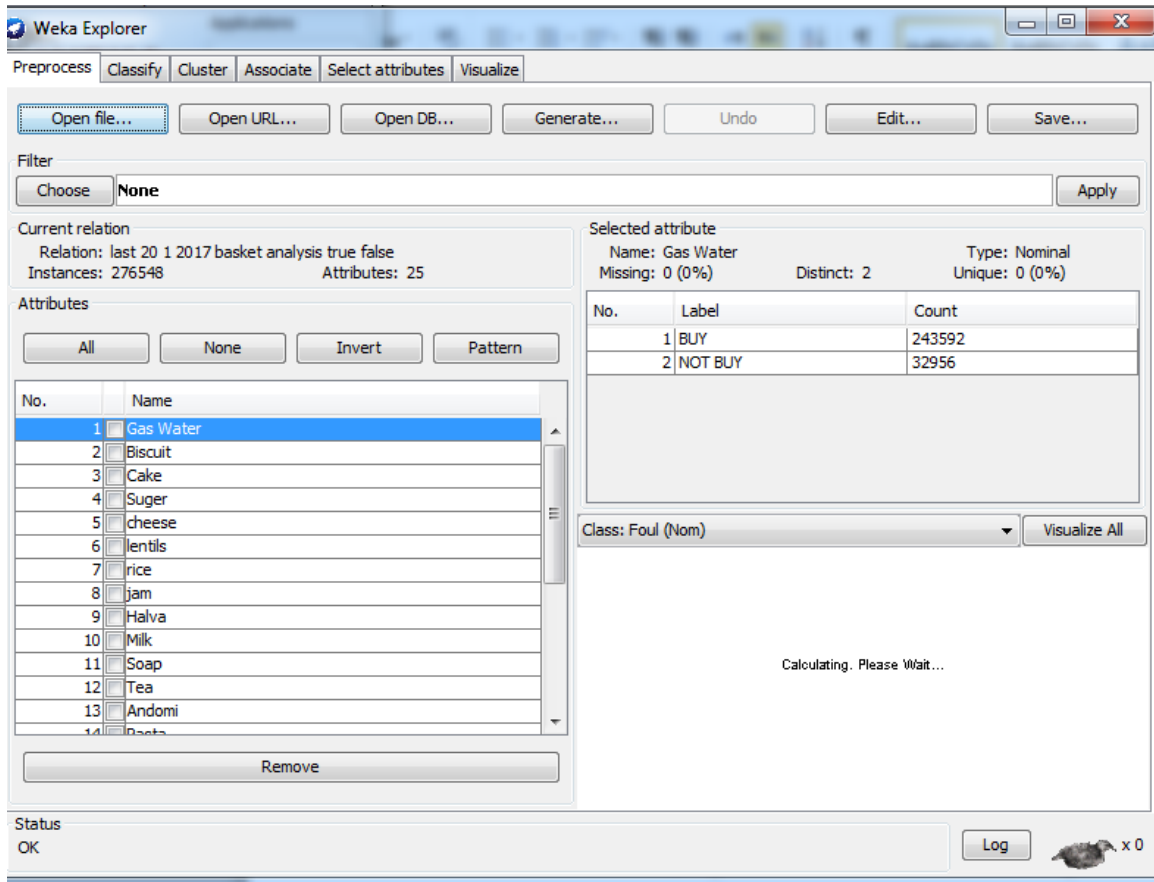 Weka Explorer
Preprocess Classify Cluster Associate Select attributes Visualize
Open file... Open URL... Open DB... Generate... Undo Edit... Save...
Filter
Choose None Apply
Current relation
Relation: last 20 1 2017 basket analysis true false
Instances: 276548 Attributes: 25
Attributes
All None Invert Pattern
No. Name
1 Gas Water
2 Biscuit
3 Cake
4 Suger
5 cheese
6 lentils
7 rice
8 jam
9 Halva
10 Milk
11 Soap
12 Tea
13 Andomi
14 Pasta
Remove
Selected attribute
Name: Gas Water Type: Nominal
Missing: 0 (0%) Distinct: 2 Unique: 0 (0%)
No. Label Count
1 BUY 243592
2 NOT BUY 32956
Class: Foul (Nom) Visualize All
Calculating. Please Wait...
Status
OK
Log x 0